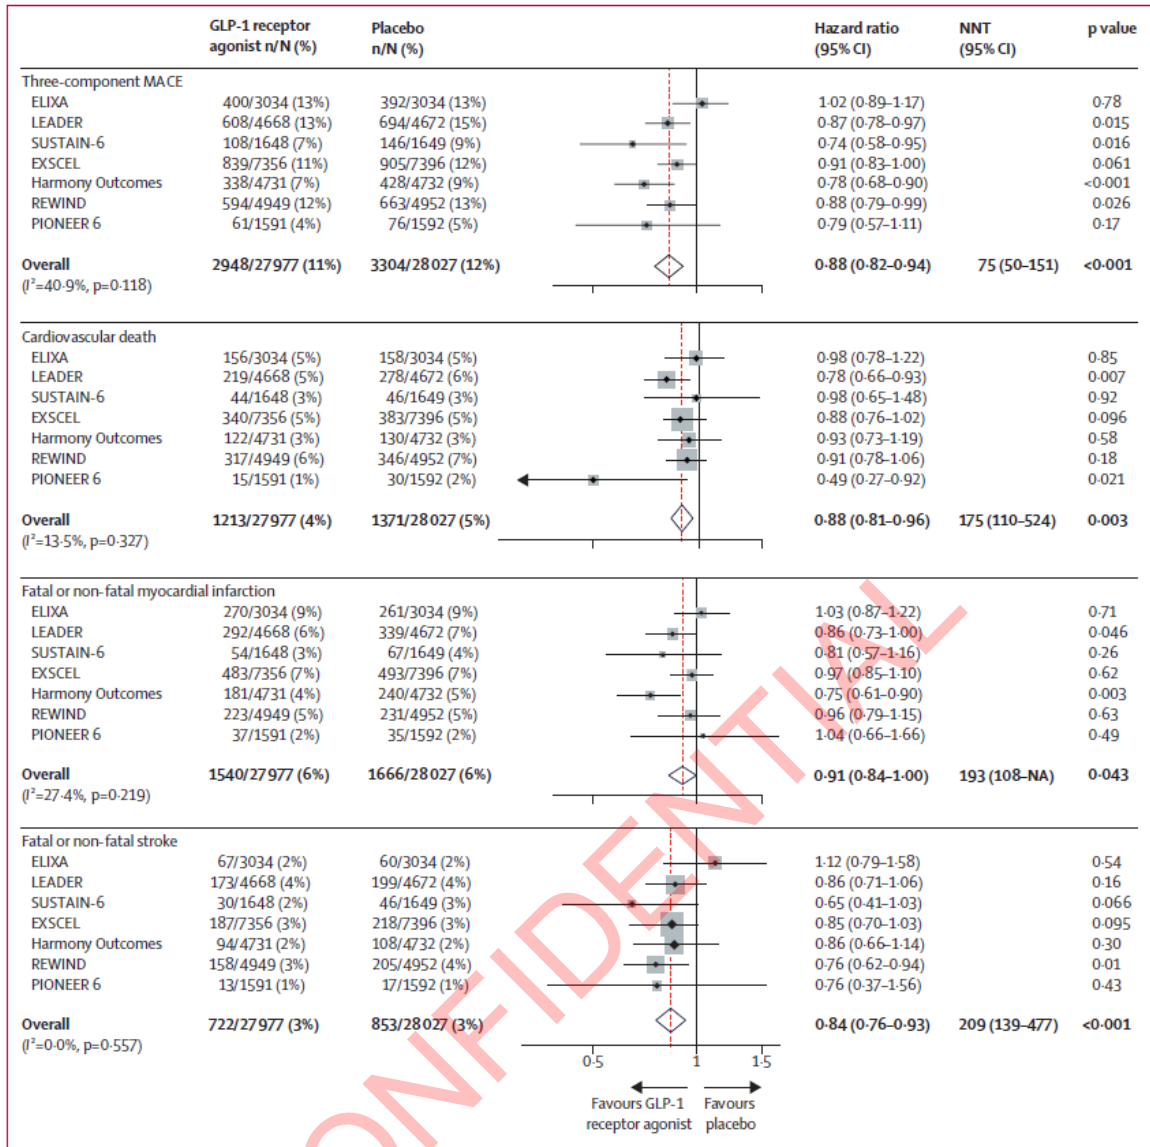 GLP-1 receptor agonist n/N (%) Placebo n/N (%) Hazard ratio (95% CI) NNT (95% CI) p value
Three-component MACE
ELIXA 400/3034 (13%) 392/3034 (13%) 1·02 (0·89–1·17) 0·78
LEADER 608/4668 (13%) 694/4672 (15%) 0·87 (0·78–0·97) 0·015
SUSTAIN-6 108/1648 (7%) 146/1649 (9%) 0·74 (0·58–0·95) 0·016
EXSCEL 839/7356 (11%) 905/7396 (12%) 0·91 (0·83–1·00) 0·061
Harmony Outcomes 338/4731 (7%) 428/4732 (9%) 0·78 (0·68–0·90) <0·001
REWIND 594/4949 (12%) 663/4952 (13%) 0·88 (0·79–0·99) 0·026
PIONEER 6 61/1591 (4%) 76/1592 (5%) 0·79 (0·57–1·11) 0·17
Overall 2948/27977 (11%) 3304/28027 (12%) 0·88 (0·82–0·94) 75 (50–151) <0·001
(I²=40·9%, p=0·118)
Cardiovascular death
ELIXA 156/3034 (5%) 158/3034 (5%) 0·98 (0·78–1·22) 0·85
LEADER 219/4668 (5%) 278/4672 (6%) 0·78 (0·66–0·93) 0·007
SUSTAIN-6 44/1648 (3%) 46/1649 (3%) 0·98 (0·65–1·48) 0·92
EXSCEL 340/7356 (5%) 383/7396 (5%) 0·88 (0·76–1·02) 0·096
Harmony Outcomes 122/4731 (3%) 130/4732 (3%) 0·93 (0·73–1·19) 0·58
REWIND 317/4949 (6%) 346/4952 (7%) 0·91 (0·78–1·06) 0·18
PIONEER 6 15/1591 (1%) 30/1592 (2%) 0·49 (0·27–0·92) 0·021
Overall 1213/27977 (4%) 1371/28027 (5%) 0·88 (0·81–0·96) 175 (110–524) 0·003
(I²=13·5%, p=0·327)
Fatal or non-fatal myocardial infarction
ELIXA 270/3034 (9%) 261/3034 (9%) 1·03 (0·87–1·22) 0·71
LEADER 292/4668 (6%) 339/4672 (7%) 0·86 (0·73–1·00) 0·046
SUSTAIN-6 54/1648 (3%) 67/1649 (4%) 0·81 (0·57–1·16) 0·26
EXSCEL 483/7356 (7%) 493/7396 (7%) 0·97 (0·85–1·10) 0·62
Harmony Outcomes 181/4731 (4%) 240/4732 (5%) 0·75 (0·61–0·90) 0·003
REWIND 223/4949 (5%) 231/4952 (5%) 0·96 (0·79–1·15) 0·63
PIONEER 6 37/1591 (2%) 35/1592 (2%) 1·04 (0·66–1·66) 0·49
Overall 1540/27977 (6%) 1666/28027 (6%) 0·91 (0·84–1·00) 193 (108–NA) 0·043
(I²=27·4%, p=0·219)
Fatal or non-fatal stroke
ELIXA 67/3034 (2%) 60/3034 (2%) 1·12 (0·79–1·58) 0·54
LEADER 173/4668 (4%) 199/4672 (4%) 0·86 (0·71–1·06) 0·16
SUSTAIN-6 30/1648 (2%) 46/1649 (3%) 0·65 (0·41–1·03) 0·066
EXSCEL 187/7356 (3%) 218/7396 (3%) 0·85 (0·70–1·03) 0·095
Harmony Outcomes 94/4731 (2%) 108/4732 (2%) 0·86 (0·66–1·14) 0·30
REWIND 158/4949 (3%) 205/4952 (4%) 0·76 (0·62–0·94) 0·01
PIONEER 6 13/1591 (1%) 17/1592 (1%) 0·76 (0·37–1·56) 0·43
Overall 722/27977 (3%) 853/28027 (3%) 0·84 (0·76–0·93) 209 (139–477) <0·001
(I²=0·0%, p=0·557)
0·5 1 1·5
Favours GLP-1 receptor agonist Favours placebo
ONFIDENTIAL